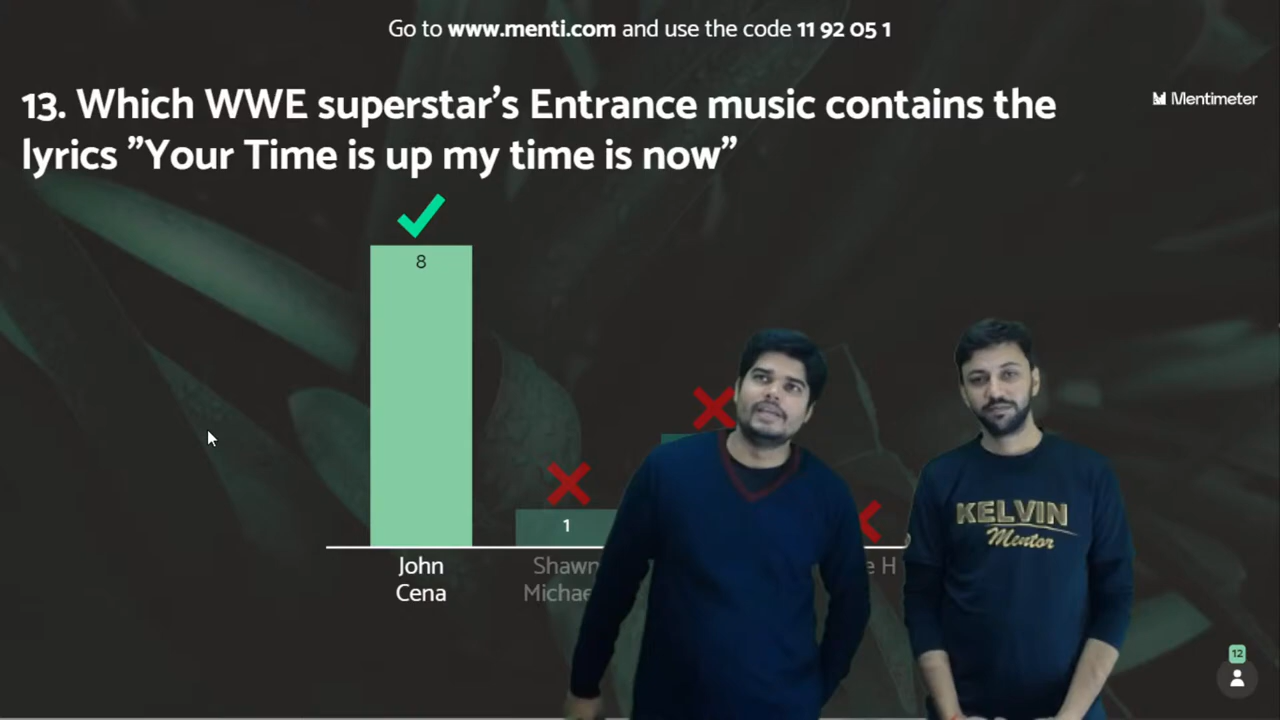 Go to www.menti.com and use the code 11 92 05 1
13. Which WWE superstar's Entrance music contains the
lyrics "Your Time is up my time is now"
Mentimeter
8
1
John
Cena
Shawn
Michae
e H
KELVIN
Mentor
12